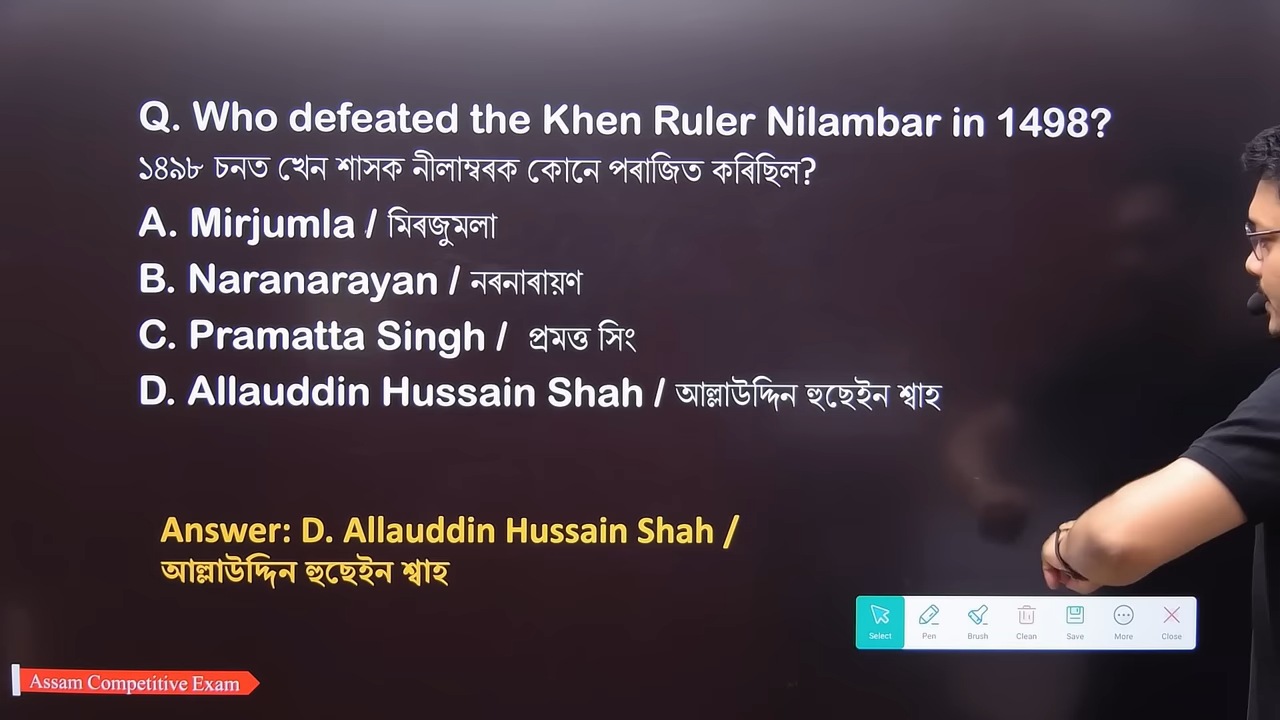 Q. Who defeated the Khen Ruler Nilambar in 1498?
১৪৯৮ চনত খেন শাসক নীলাম্বৰক কোনে পৰাজিত কৰিছিল?
A. Mirjumla / মিৰজুমলা
B. Naranarayan / নৰনাৰায়ণ
C. Pramatta Singh / প্ৰমত্ত সিং
D. Allauddin Hussain Shah / আল্লাউদ্দিন হুছেইন শ্বাহ
Answer: D. Allauddin Hussain Shah /
আল্লাউদ্দিন হুছেইন শ্বাহ
Select Pen Brush Clean Save More Close
Assam Competitive Exam